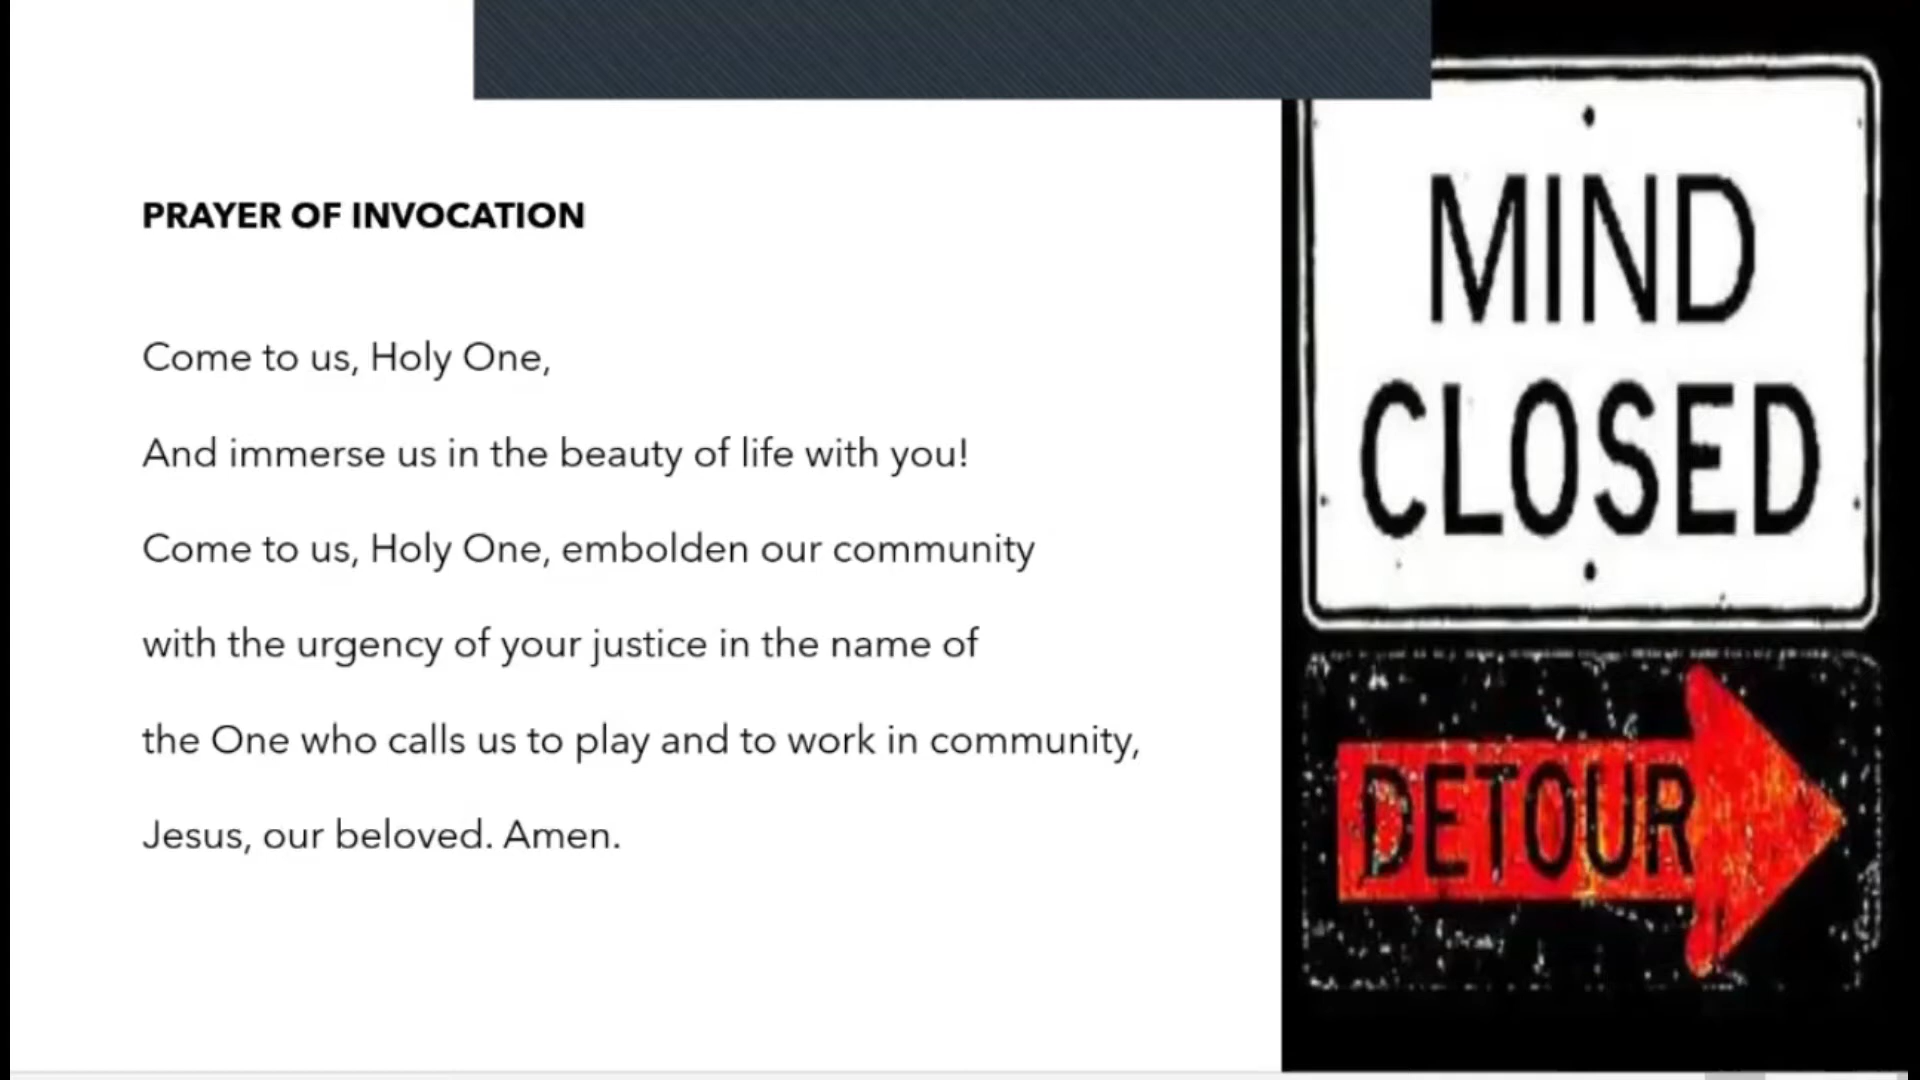 PRAYER OF INVOCATION
Come to us, Holy One,
And immerse us in the beauty of life with you!
Come to us, Holy One, embolden our community
with the urgency of your justice in the name of
the One who calls us to play and to work in community,
Jesus, our beloved. Amen.
MIND
CLOSED
DETOUR